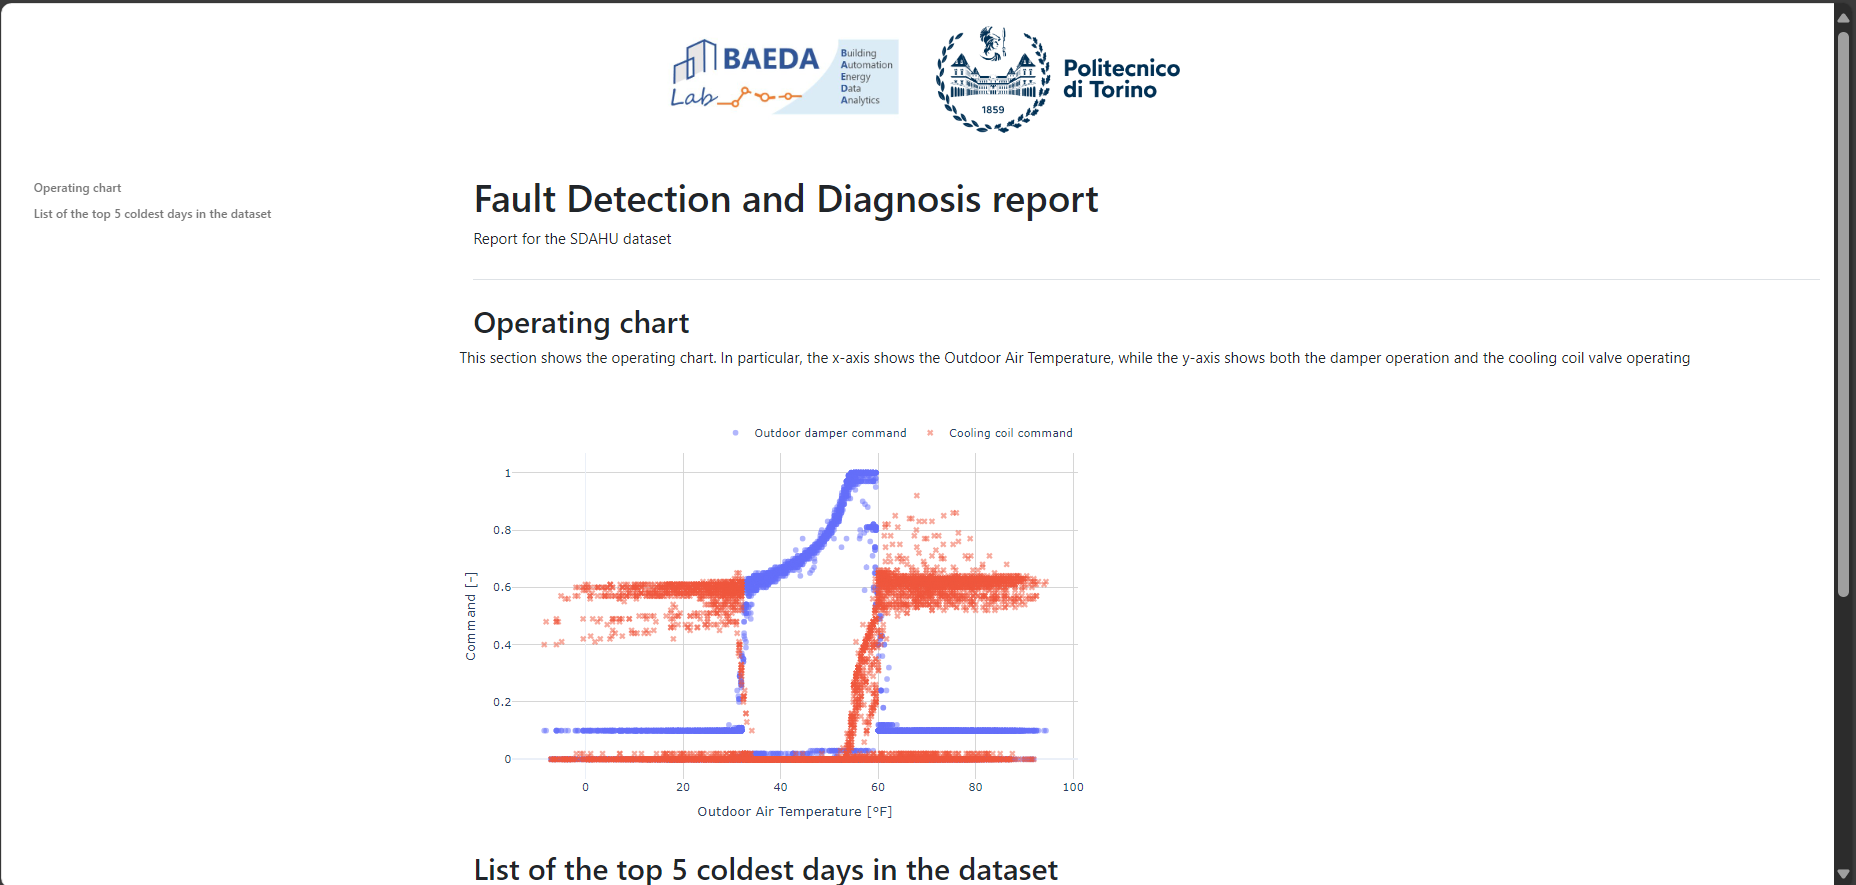 BAEDA
Lab
Building
Automation
Energy
Data
Analytics
1859
Politecnico
di Torino
Operating chart
List of the top 5 coldest days in the dataset
Fault Detection and Diagnosis report
Report for the SDAHU dataset
Operating chart
This section shows the operating chart. In particular, the x-axis shows the Outdoor Air Temperature, while the y-axis shows both the damper operation and the cooling coil valve operating
Outdoor damper command
Cooling coil command
1
0.8
0.6
0.4
0.2
0
Command [-]
0
20
40
60
80
100
Outdoor Air Temperature [°F]
List of the top 5 coldest days in the dataset